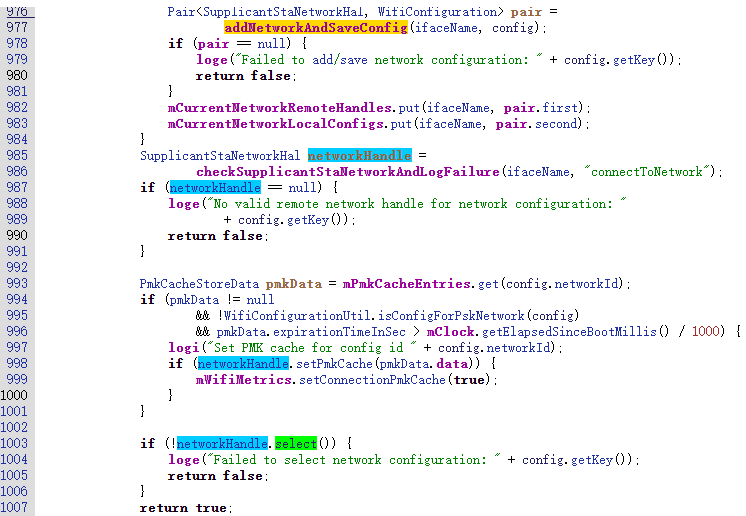 976                 Pair<SupplicantStaNetworkHal, WifiConfiguration> pair =
977                         addNetworkAndSaveConfig(ifaceName, config);
978                 if (pair == null) {
979                     loge("Failed to add/save network configuration: " + config.getKey());
980                     return false;
981                 }
982                 mCurrentNetworkRemoteHandles.put(ifaceName, pair.first);
983                 mCurrentNetworkLocalConfigs.put(ifaceName, pair.second);
984             }
985             SupplicantStaNetworkHal networkHandle =
986                     checkSupplicantStaNetworkAndLogFailure(ifaceName, "connectToNetwork");
987             if (networkHandle == null) {
988                 loge("No valid remote network handle for network configuration: "
989                         + config.getKey());
990                 return false;
991             }
992
993             PmkCacheStoreData pmkData = mPmkCacheEntries.get(config.networkId);
994             if (pmkData != null
995                     && !WifiConfigurationUtil.isConfigForPskNetwork(config)
996                     && pmkData.expirationTimeInSec > mClock.getElapsedSinceBootMillis() / 1000) {
997                 logi("Set PMK cache for config id " + config.networkId);
998                 if (networkHandle.setPmkCache(pmkData.data)) {
999                     mWifiMetrics.setConnectionPmkCache(true);
1000                 }
1001             }
1002
1003             if (!networkHandle.select()) {
1004                 loge("Failed to select network configuration: " + config.getKey());
1005                 return false;
1006             }
1007             return true;